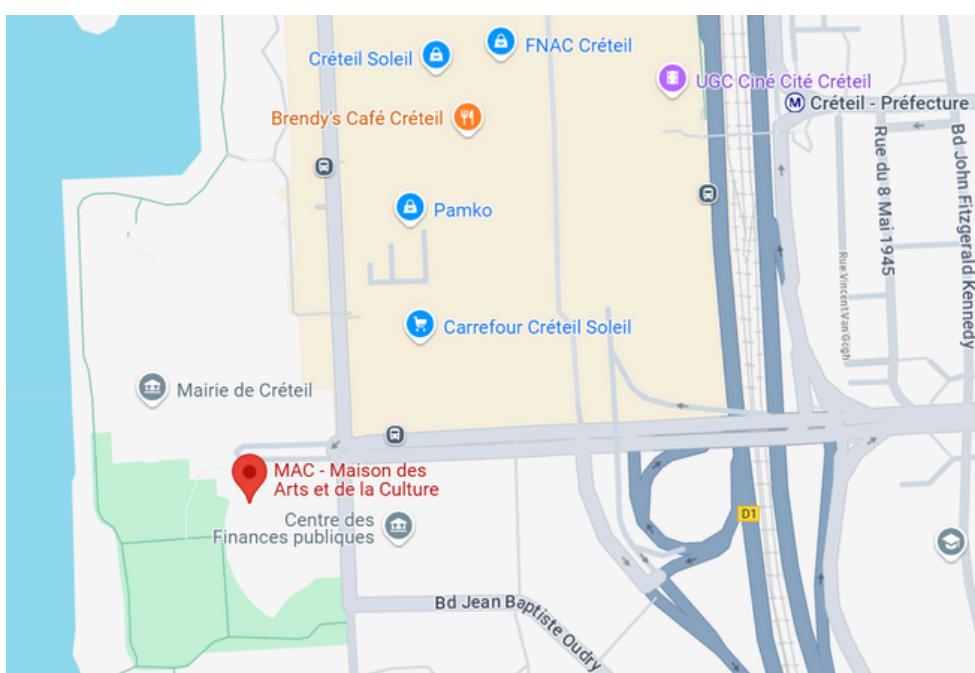 FNAC Créteil
Créteil Soleil
UGC Ciné Cité Créteil
M Créteil - Préfecture
Brendy's Café Créteil
Bd John Fitzgerald Kennedy
Rue du 8 Mai 1945
Pamko
Rue Vincent Van Gogh
Carrefour Créteil Soleil
Mairie de Créteil
MAC - Maison des
Arts et de la Culture
Centre des
Finances publiques
D1
Bd Jean Baptiste Oudry